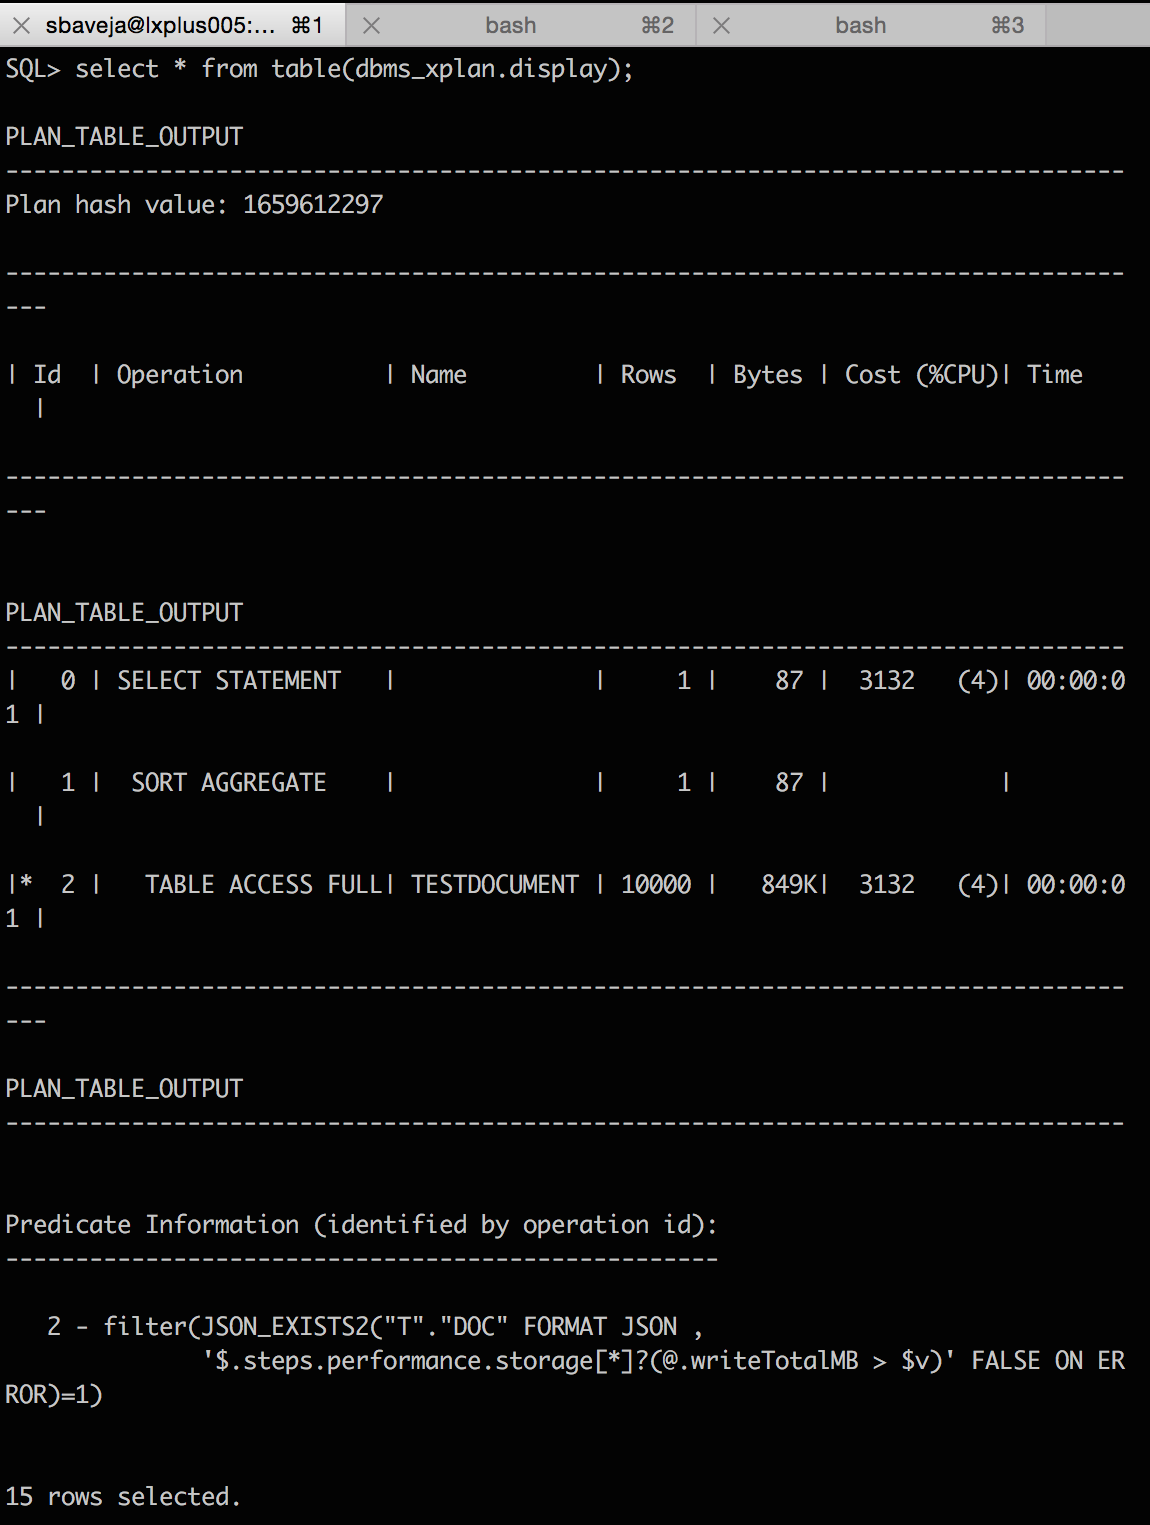 sbaveja@lxplus005:... ⌘1 bash ⌘2 bash ⌘3
SQL> select * from table(dbms_xplan.display);
PLAN_TABLE_OUTPUT
--------------------------------------------------------------------------------
Plan hash value: 1659612297
--------------------------------------------------------------------------------
---
| Id  | Operation          | Name         | Rows  | Bytes | Cost (%CPU)| Time
  |
--------------------------------------------------------------------------------
---
PLAN_TABLE_OUTPUT
--------------------------------------------------------------------------------
|   0 | SELECT STATEMENT   |              |     1 |    87 |  3132   (4)| 00:00:0
1 |
|   1 |  SORT AGGREGATE    |              |     1 |    87 |            |
  |
|*  2 |   TABLE ACCESS FULL| TESTDOCUMENT | 10000 |   849K|  3132   (4)| 00:00:0
1 |
--------------------------------------------------------------------------------
---
PLAN_TABLE_OUTPUT
--------------------------------------------------------------------------------
Predicate Information (identified by operation id):
---------------------------------------------------
   2 - filter(JSON_EXISTS2("T"."DOC" FORMAT JSON ,
              '$.steps.performance.storage[*]?(@.writeTotalMB > $v)' FALSE ON ER
ROR)=1)
15 rows selected.